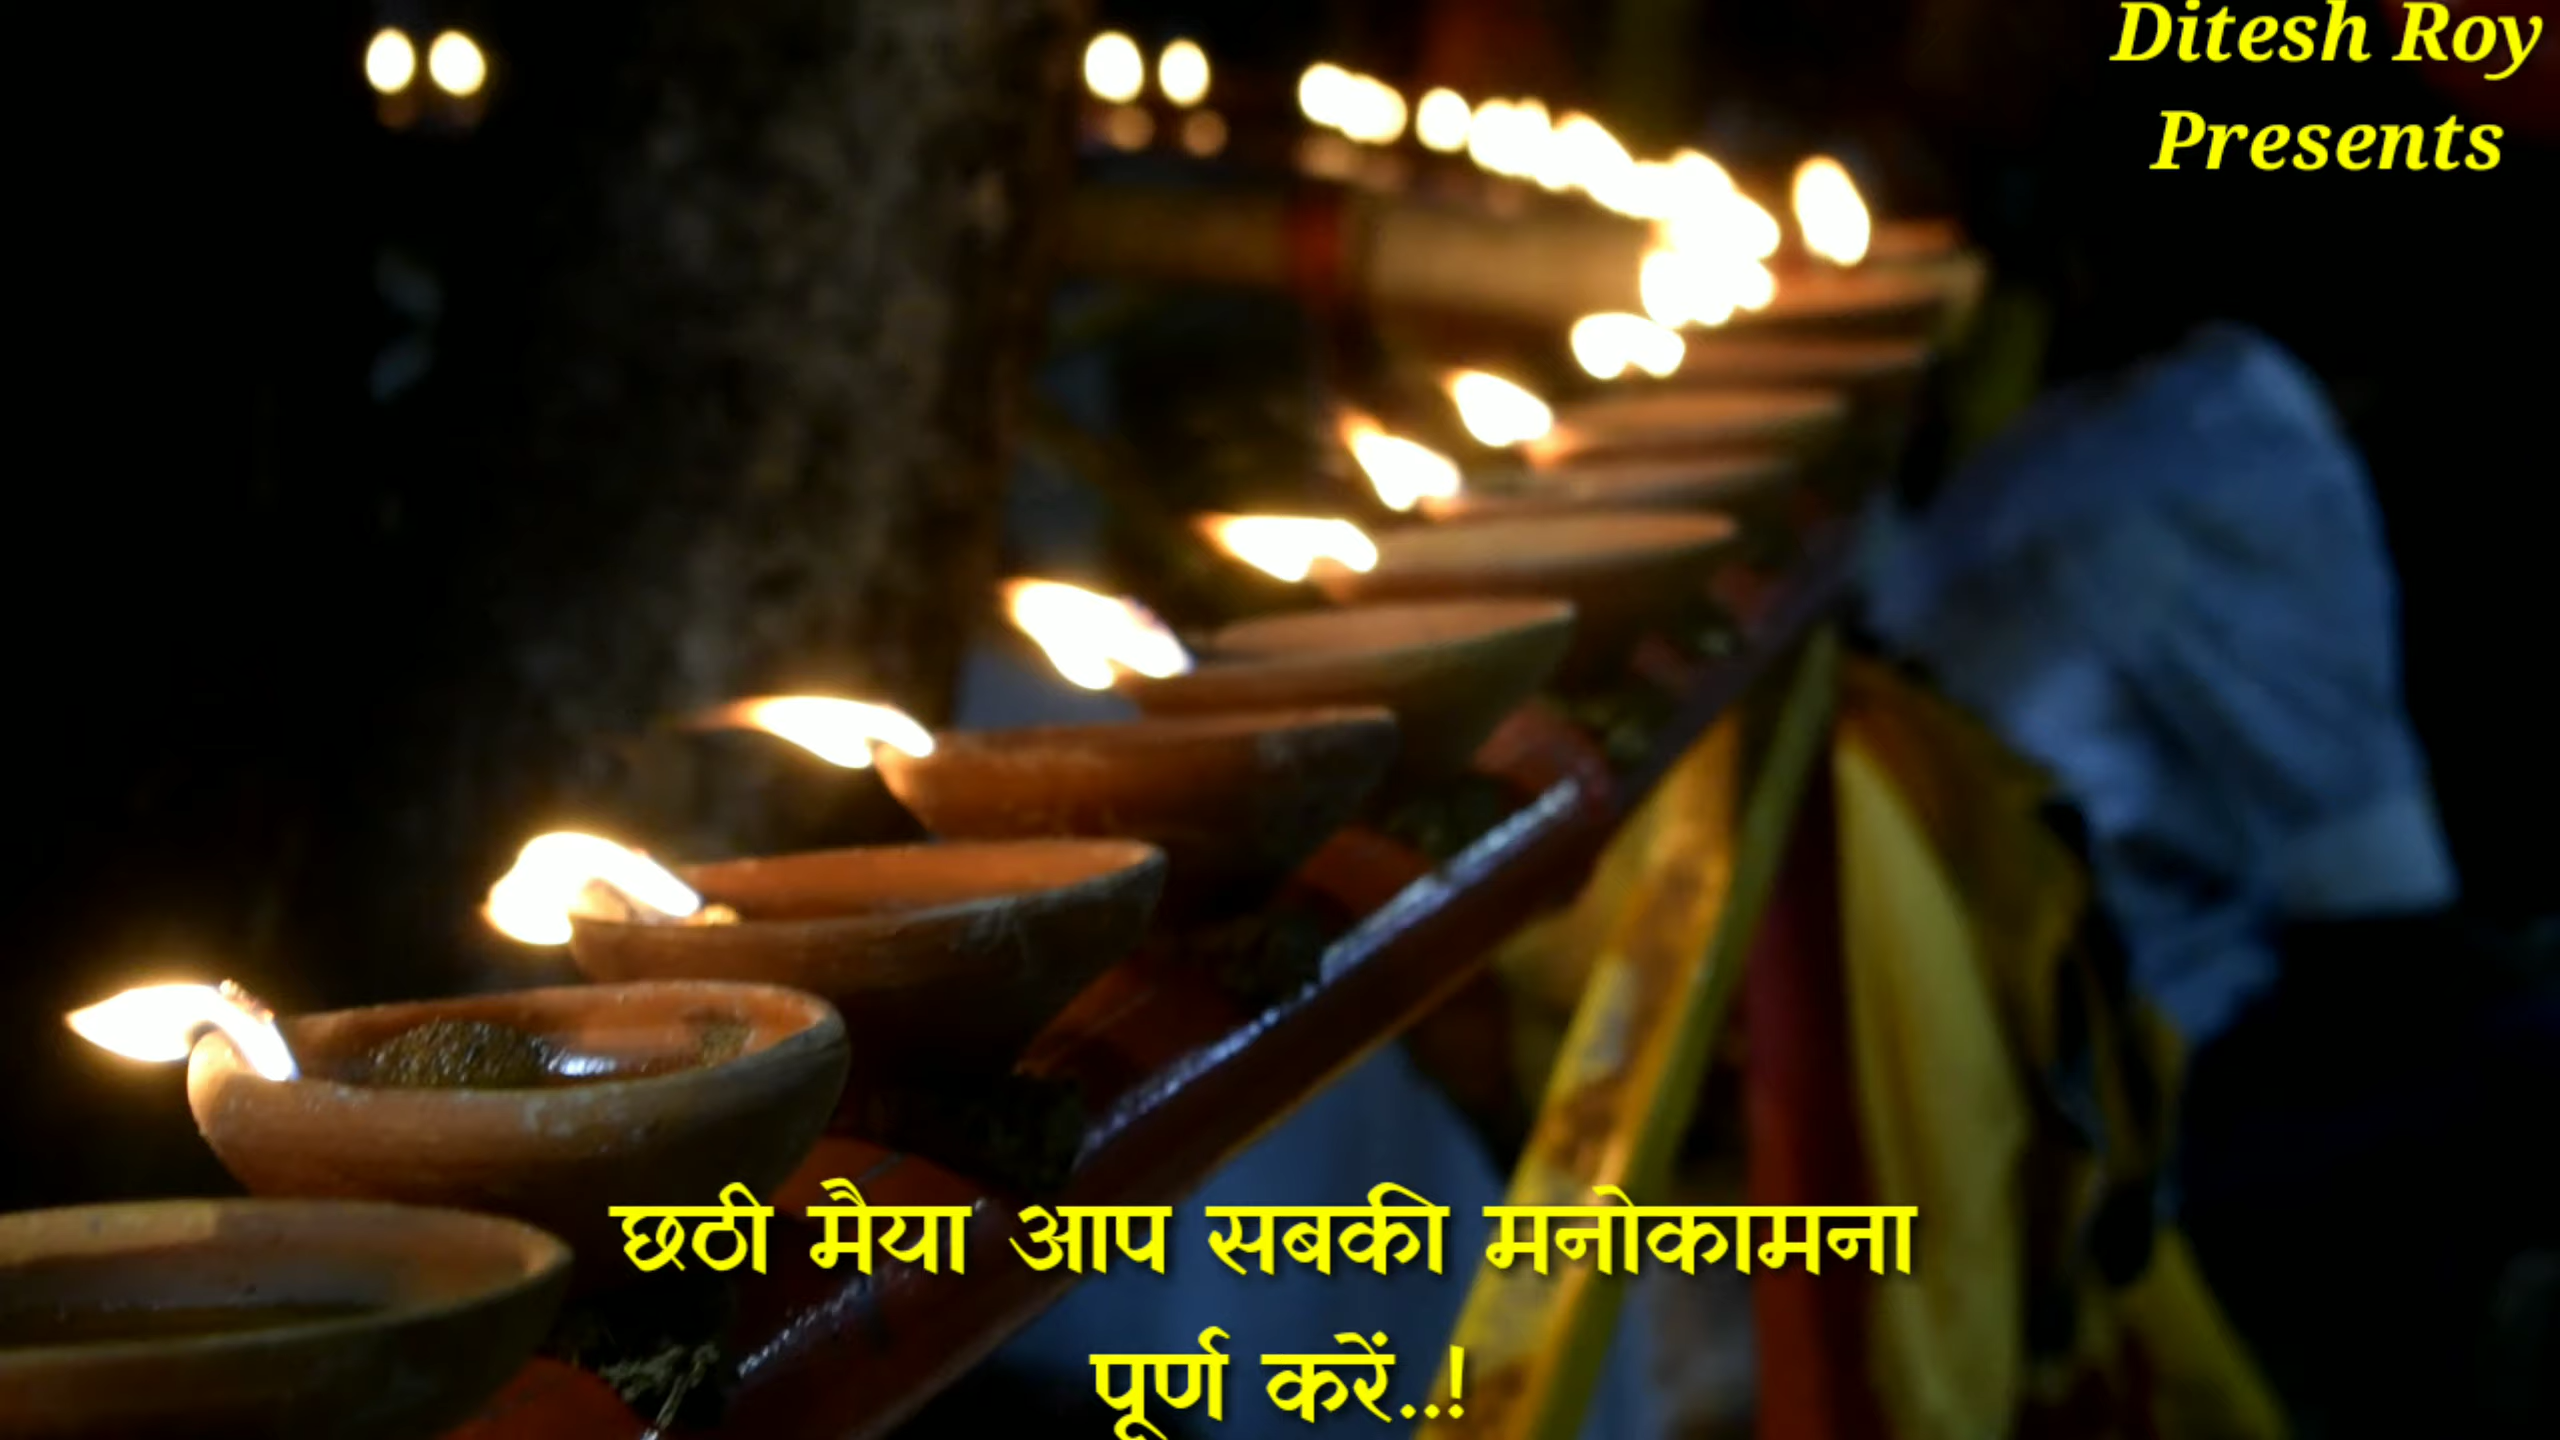 Ditesh Roy
Presents
छठी मैया आप सबकी मनोकामना
पूर्ण करें..!